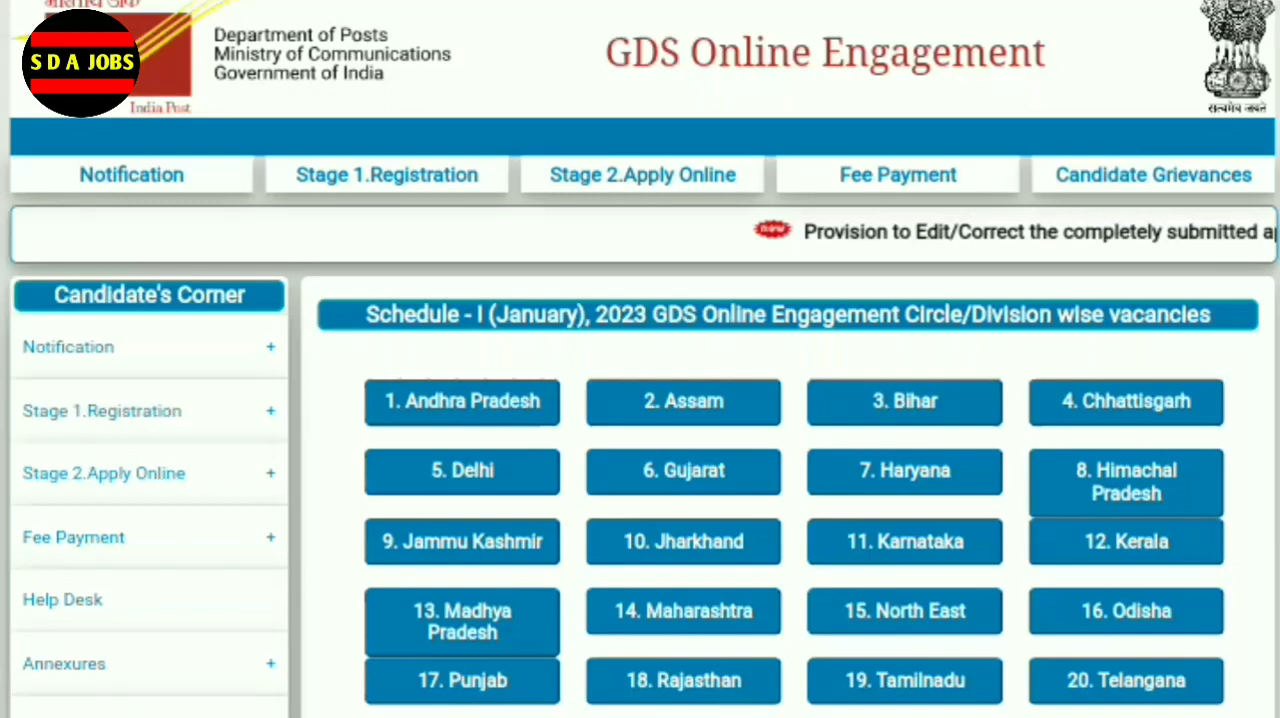 भारतीय डाक
S D A JOBS
India Post
Department of Posts
Ministry of Communications
Government of India
GDS Online Engagement
सत्यमेव जयते
Notification
Stage 1.Registration
Stage 2.Apply Online
Fee Payment
Candidate Grievances
new
Provision to Edit/Correct the completely submitted
Candidate's Corner
Notification +
Stage 1.Registration +
Stage 2.Apply Online +
Fee Payment +
Help Desk
Annexures +
Schedule - I (January), 2023 GDS Online Engagement Circle/Division wise vacancies
1. Andhra Pradesh
2. Assam
3. Bihar
4. Chhattisgarh
5. Delhi
6. Gujarat
7. Haryana
8. Himachal
Pradesh
9. Jammu Kashmir
10. Jharkhand
11. Karnataka
12. Kerala
13. Madhya
Pradesh
14. Maharashtra
15. North East
16. Odisha
17. Punjab
18. Rajasthan
19. Tamilnadu
20. Telangana